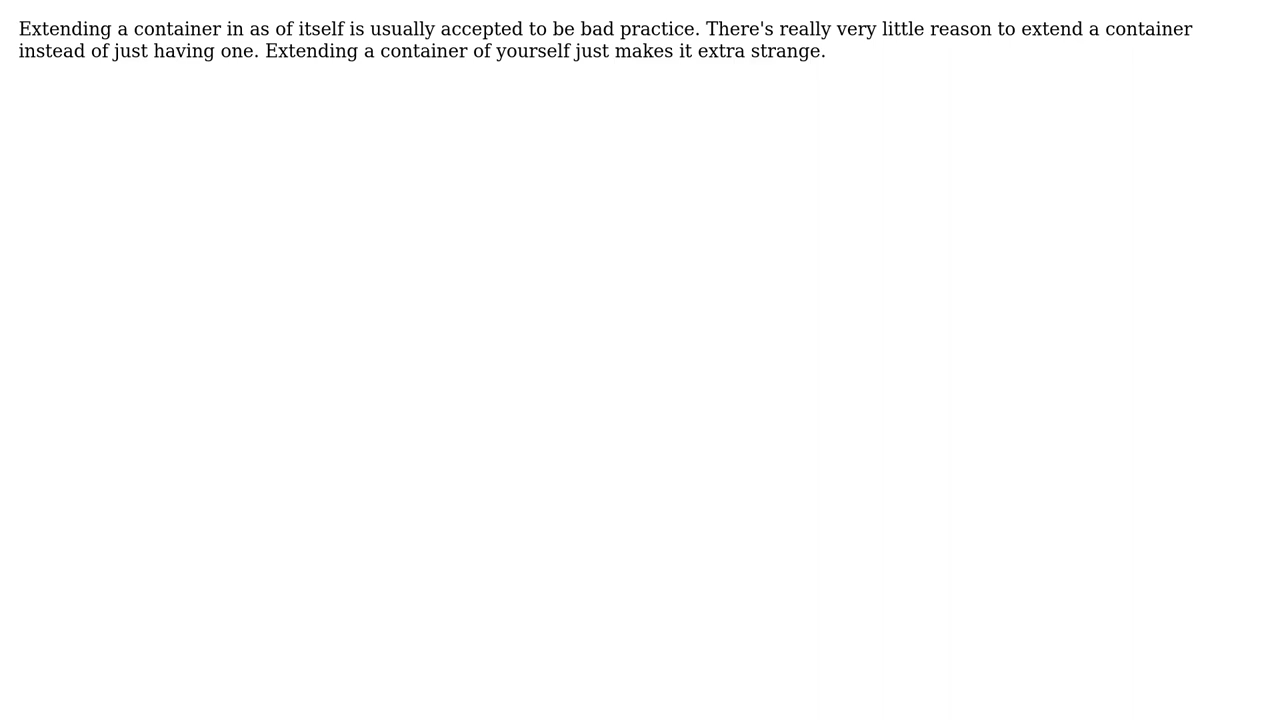 Extending a container in as of itself is usually accepted to be bad practice. There's really very little reason to extend a container
instead of just having one. Extending a container of yourself just makes it extra strange.